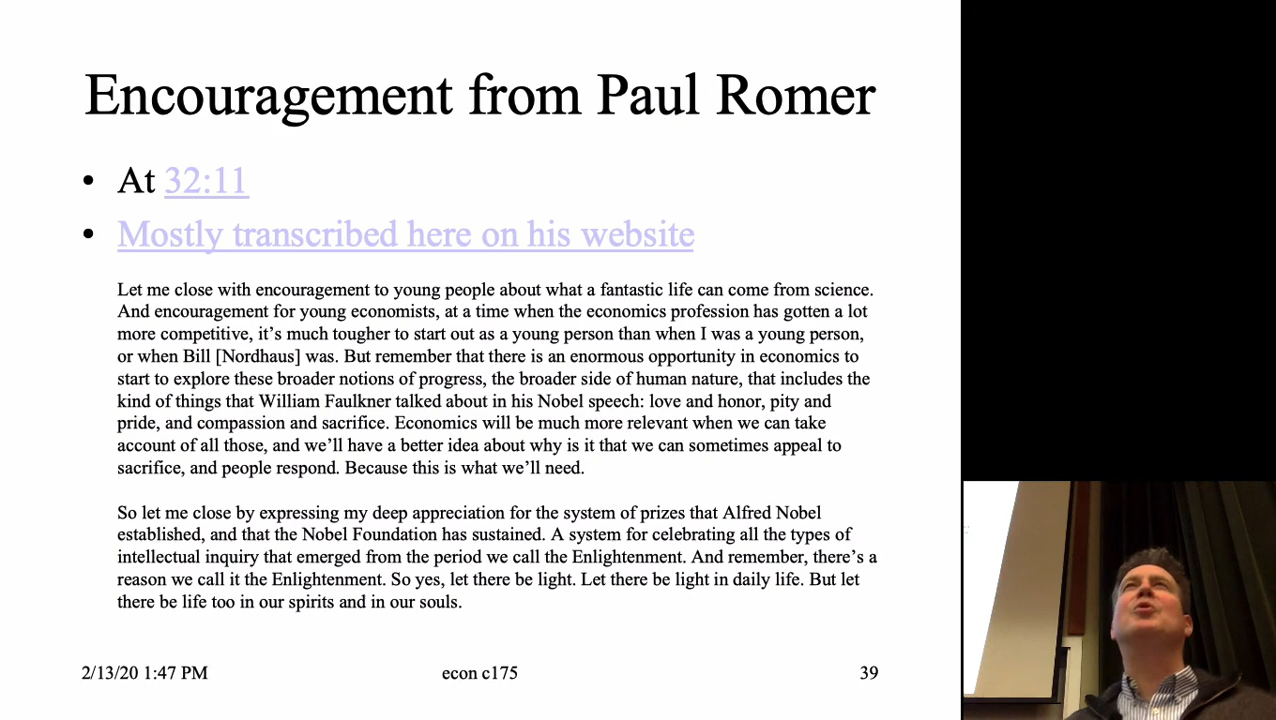 Encouragement from Paul Romer
• At 32:11
• Mostly transcribed here on his website
Let me close with encouragement to young people about what a fantastic life can come from science.
And encouragement for young economists, at a time when the economics profession has gotten a lot
more competitive, it’s much tougher to start out as a young person than when I was a young person,
or when Bill [Nordhaus] was. But remember that there is an enormous opportunity in economics to
start to explore these broader notions of progress, the broader side of human nature, that includes the
kind of things that William Faulkner talked about in his Nobel speech: love and honor, pity and
pride, and compassion and sacrifice. Economics will be much more relevant when we can take
account of all those, and we’ll have a better idea about why is it that we can sometimes appeal to
sacrifice, and people respond. Because this is what we’ll need.
So let me close by expressing my deep appreciation for the system of prizes that Alfred Nobel
established, and that the Nobel Foundation has sustained. A system for celebrating all the types of
intellectual inquiry that emerged from the period we call the Enlightenment. And remember, there’s a
reason we call it the Enlightenment. So yes, let there be light. Let there be light in daily life. But let
there be life too in our spirits and in our souls.
2/13/20 1:47 PM
econ c175
39